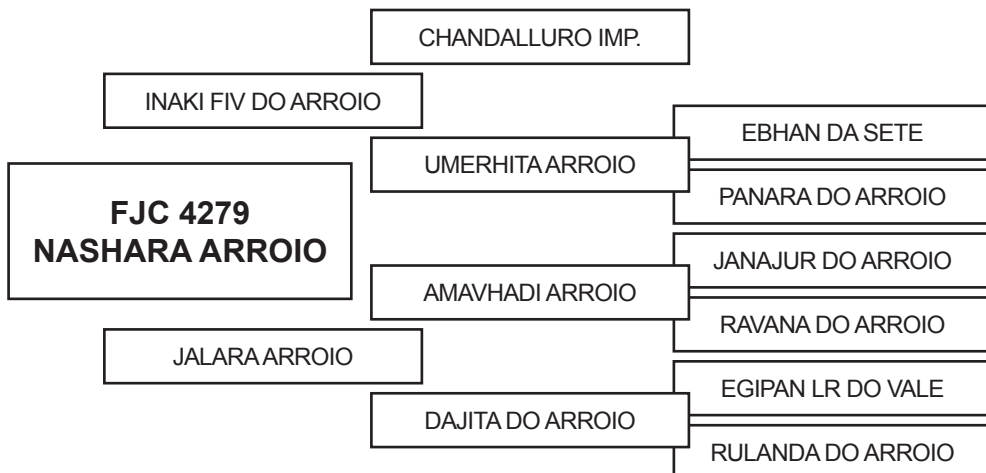 CHANDALLURO IMP.
INAKI FIV DO ARROIO
EBHAN DA SETE
UMERHITA ARROIO
PANARA DO ARROIO
FJC 4279
NASHARA ARROIO
JANAJUR DO ARROIO
AMAVHADI ARROIO
RAVANA DO ARROIO
JALARA ARROIO
EGIPAN LR DO VALE
DAJITA DO ARROIO
RULANDA DO ARROIO